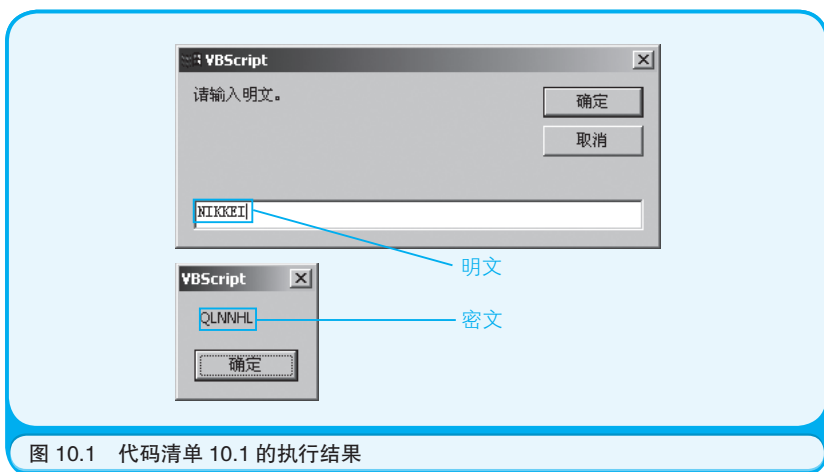 VBScript
请输入明文。
确定
取消
NIKKEI
明文
VBScript
QLNNHL
密文
确定
图 10.1 代码清单 10.1 的执行结果